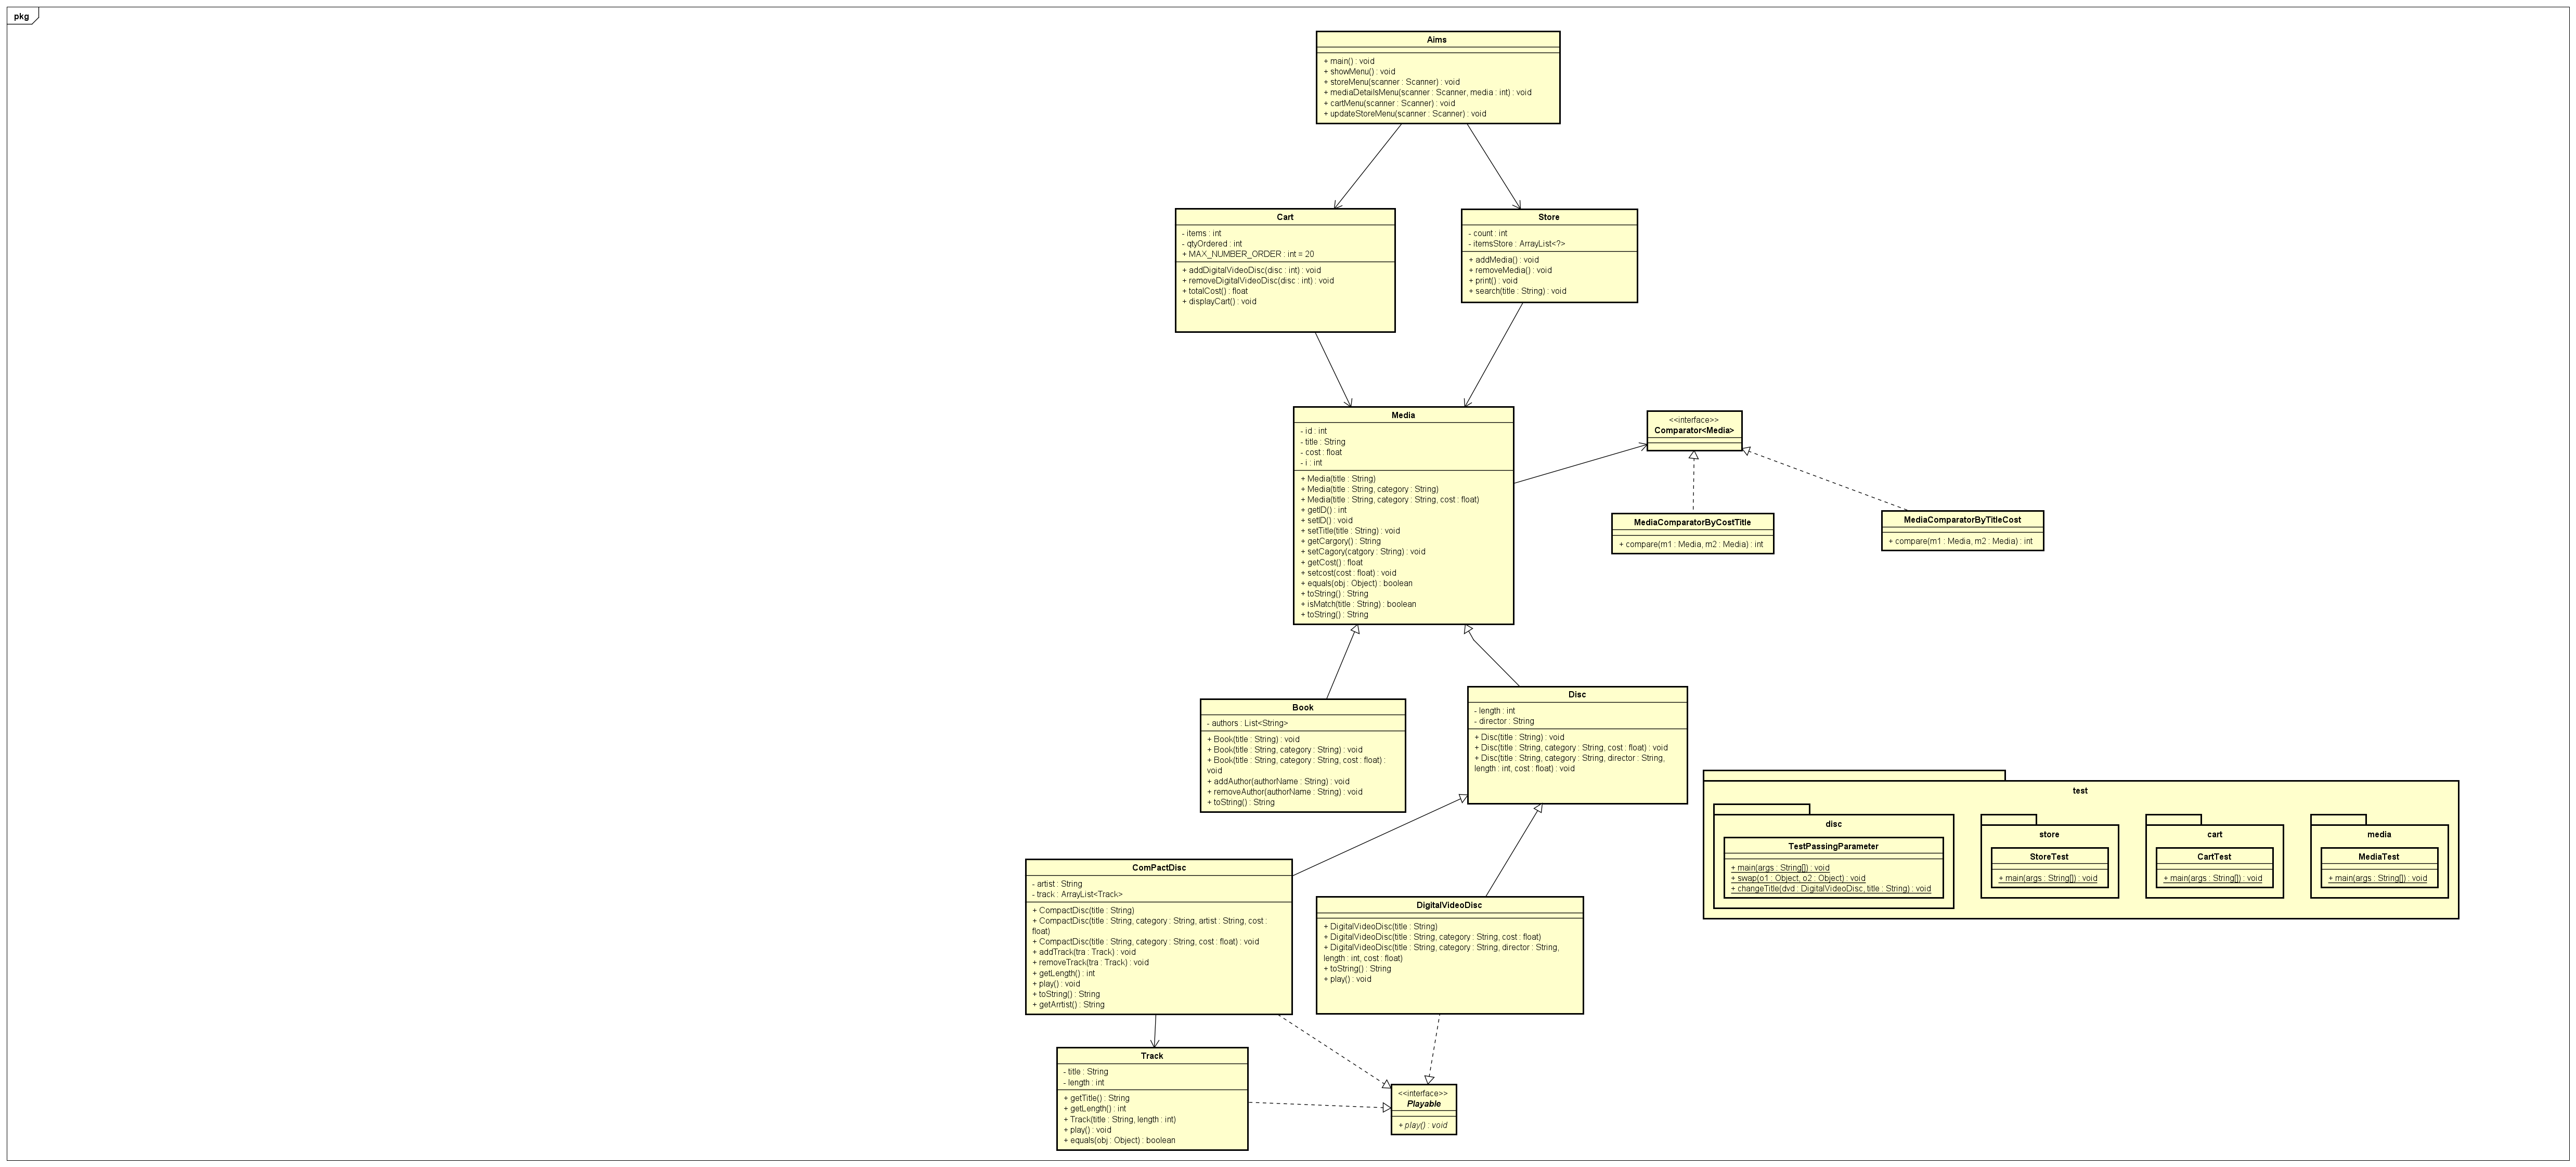 pkg
Aims
+ main() : void
+ showMenu() : void
+ storeMenu(scanner : Scanner) : void
+ mediaDetailsMenu(scanner : Scanner, media : int) : void
+ cartMenu(scanner : Scanner) : void
+ updateStoreMenu(scanner : Scanner) : void
Cart
- items : int
- qtyOrdered : int
+ MAX_NUMBER_ORDER : int = 20
+ addDigitalVideoDisc(disc : int) : void
+ removeDigitalVideoDisc(disc : int) : void
+ totalCost() : float
+ displayCart() : void
Store
- count : int
- itemsStore : ArrayList<?>
+ addMedia() : void
+ removeMedia() : void
+ print() : void
+ search(title : String) : void
Media
- id : int
- title : String
- cost : float
- i : int
+ Media(title : String)
+ Media(title : String, category : String)
+ Media(title : String, category : String, cost : float)
+ getID() : int
+ setID() : void
+ setTitle(title : String) : void
+ getCargory() : String
+ setCagory(catgory : String) : void
+ getCost() : float
+ setcost(cost : float) : void
+ equals(obj : Object) : boolean
+ toString() : String
+ isMatch(title : String) : boolean
+ toString() : String
<<interface>>
Comparator<Media>
MediaComparatorByCostTitle
+ compare(m1 : Media, m2 : Media) : int
MediaComparatorByTitleCost
+ compare(m1 : Media, m2 : Media) : int
Book
- authors : List<String>
+ Book(title : String) : void
+ Book(title : String, category : String) : void
+ Book(title : String, category : String, cost : float) :
void
+ addAuthor(authorName : String) : void
+ removeAuthor(authorName : String) : void
+ toString() : String
Disc
- length : int
- director : String
+ Disc(title : String) : void
+ Disc(title : String, category : String, cost : float) : void
+ Disc(title : String, category : String, director : String,
length : int, cost : float) : void
test
disc
TestPassingParameter
+ main(args : String[]) : void
+ swap(o1 : Object, o2 : Object) : void
+ changeTitle(dvd : DigitalVideoDisc, title : String) : void
store
StoreTest
+ main(args : String[]) : void
cart
CartTest
+ main(args : String[]) : void
media
MediaTest
+ main(args : String[]) : void
ComPactDisc
- artist : String
- track : ArrayList<Track>
+ CompactDisc(title : String)
+ CompactDisc(title : String, category : String, artist : String, cost :
float)
+ CompactDisc(title : String, category : String, cost : float) : void
+ addTrack(tra : Track) : void
+ removeTrack(tra : Track) : void
+ getLength() : int
+ play() : void
+ toString() : String
+ getArrtist() : String
DigitalVideoDisc
+ DigitalVideoDisc(title : String)
+ DigitalVideoDisc(title : String, category : String, cost : float)
+ DigitalVideoDisc(title : String, category : String, director : String,
length : int, cost : float)
+ toString() : String
+ play() : void
Track
- title : String
- length : int
+ getTitle() : String
+ getLength() : int
+ Track(title : String, length : int)
+ play() : void
+ equals(obj : Object) : boolean
<<interface>>
Playable
+ play() : void